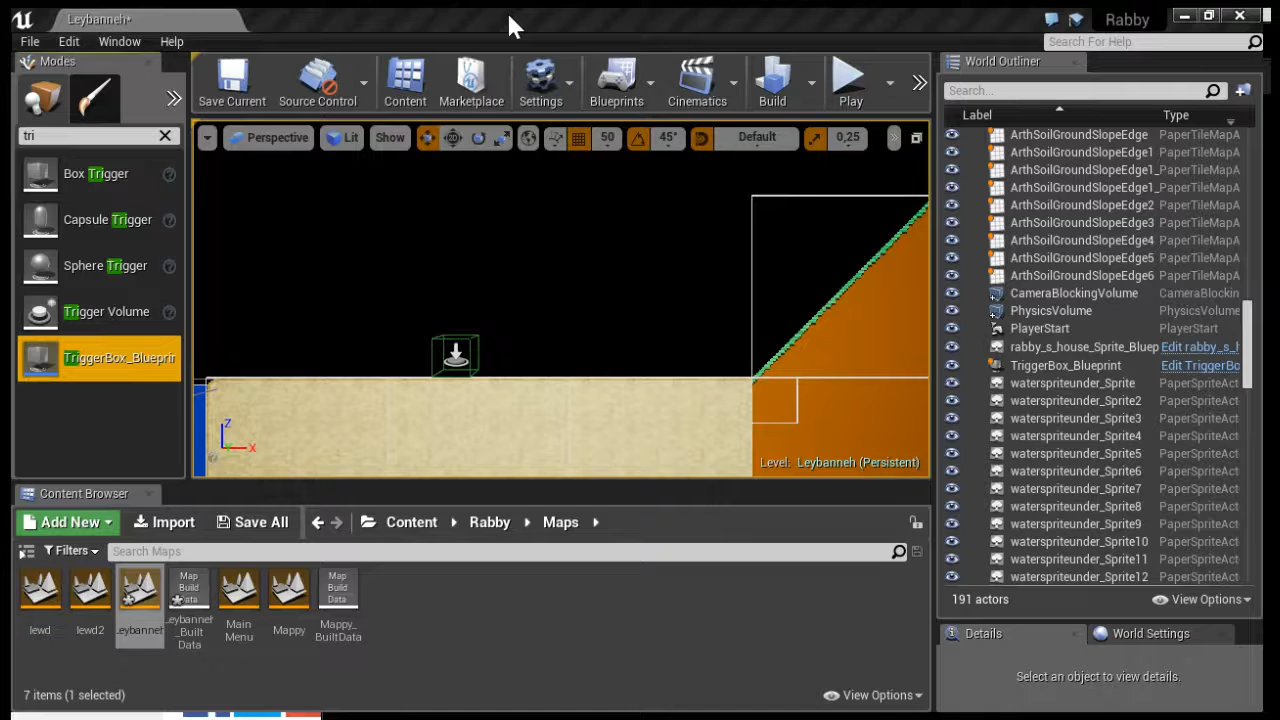 Leybanneh*
Rabby
File Edit Window Help
Search For Help
Modes
tri
Box Trigger
Capsule Trigger
Sphere Trigger
Trigger Volume
TriggerBox_Blueprin
Save Current
Source Control
Content
Marketplace
Settings
Blueprints
Cinematics
Build
Play
Perspective Lit Show 50 45° Default 0,25
Z
X
Level: Leybanneh (Persistent)
World Outliner
Search...
Label Type
ArthSoilGroundSlopeEdge PaperTileMapA
ArthSoilGroundSlopeEdge1 PaperTileMapA
ArthSoilGroundSlopeEdge1_ PaperTileMapA
ArthSoilGroundSlopeEdge1_ PaperTileMapA
ArthSoilGroundSlopeEdge2 PaperTileMapA
ArthSoilGroundSlopeEdge3 PaperTileMapA
ArthSoilGroundSlopeEdge4 PaperTileMapA
ArthSoilGroundSlopeEdge5 PaperTileMapA
ArthSoilGroundSlopeEdge6 PaperTileMapA
CameraBlockingVolume CameraBlockin
PhysicsVolume PhysicsVolume
PlayerStart PlayerStart
rabby_s_house_Sprite_Bluep Edit rabby_s_h
TriggerBox_Blueprint Edit TriggerBo
waterspriteunder_Sprite PaperSpriteAct
waterspriteunder_Sprite2 PaperSpriteAct
waterspriteunder_Sprite3 PaperSpriteAct
waterspriteunder_Sprite4 PaperSpriteAct
waterspriteunder_Sprite5 PaperSpriteAct
waterspriteunder_Sprite6 PaperSpriteAct
waterspriteunder_Sprite7 PaperSpriteAct
waterspriteunder_Sprite8 PaperSpriteAct
waterspriteunder_Sprite9 PaperSpriteAct
waterspriteunder_Sprite10 PaperSpriteAct
waterspriteunder_Sprite11 PaperSpriteAct
waterspriteunder_Sprite12 PaperSpriteAct
191 actors View Options
Details
World Settings
Select an object to view details.
Content Browser
Add New Import Save All Content Rabby Maps
Filters Search Maps
lewd
lewd2
Leybanneh
Map
Build
Data
Leybanneh
_Built
Data
Main
Menu
Mappy
Map
Build
Data
Mappy_
BuiltData
7 items (1 selected) View Options